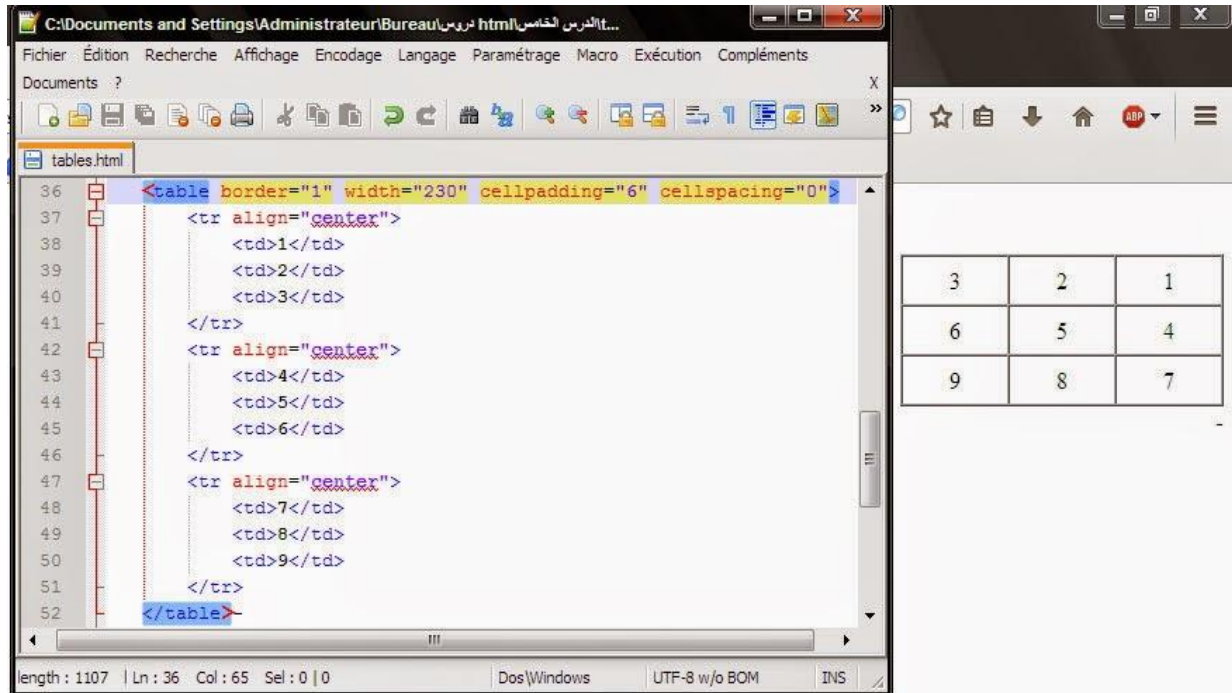 C:\Documents and Settings\Administrateur\Bureau\دروس html\الدرس الخامس\t...
Fichier Édition Recherche Affichage Encodage Langage Paramétrage Macro Exécution Compléments
Documents ? X
tables.html
36 <table border="1" width="230" cellpadding="6" cellspacing="0">
37 <tr align="center">
38 <td>1</td>
39 <td>2</td>
40 <td>3</td>
41 </tr>
42 <tr align="center">
43 <td>4</td>
44 <td>5</td>
45 <td>6</td>
46 </tr>
47 <tr align="center">
48 <td>7</td>
49 <td>8</td>
50 <td>9</td>
51 </tr>
52 </table>-
length : 1107 Ln : 36 Col : 65 Sel : 0 | 0 Dos\Windows UTF-8 w/o BOM INS
ABP
3 2 1
6 5 4
9 8 7
-